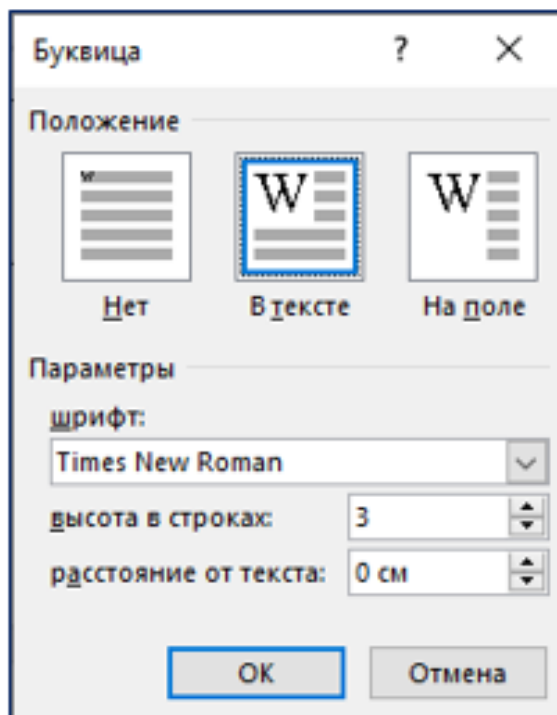 Буквица ?
Положение
W W W
Нет В тексте На поле
Параметры
шрифт:
Times New Roman
высота в строках: 3
расстояние от текста: 0 см
ОК Отмена